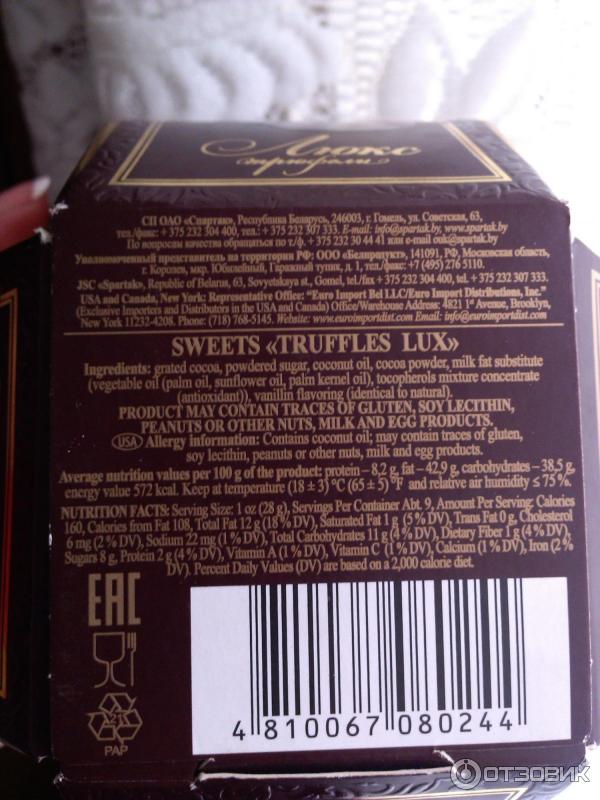 Люкс
трюфели
СП ОАО «Спартак», Республика Беларусь, 246003, г. Гомель, ул. Советская, 63,
тел./факс: + 375 232 304 400, тел.: + 375 232 307 333. E-mail: info@spartak.by, www.spartak.by
По вопросам качества обращаться по т./ф. + 375 232 30 44 41 или e-mail ouk@spartak.by
Уполномоченный представитель на территории РФ: ООО «Белпродукт», 141091, РФ, Московская область,
г. Королев, мкр. Юбилейный, Гаражный тупик, д. 1, тел./факс: +7 (495) 276 5110.
JSC «Spartak», Republic of Belarus, 63, Sovyetskaya st., Gomel, tel./fax + 375 232 304 400, tel. + 375 232 307 333.
USA and Canada, New York: Representative Office: "Euro Import Bel LLC/Euro Import Distributions, Inc."
(Exclusive Importers and Distributors in the USA and Canada) Office/Warehouse Address: 4821 1st Avenue, Brooklyn,
New York 11232-4208. Phone: (718) 768-5145. Website: www.euroimportdist.com Email: info@euroimportdist.com
SWEETS «TRUFFLES LUX»
Ingredients: grated cocoa, powdered sugar, coconut oil, cocoa powder, milk fat substitute
(vegetable oil (palm oil, sunflower oil, palm kernel oil), tocopherols mixture concentrate
(antioxidant)), vanillin flavoring (identical to natural).
PRODUCT MAY CONTAIN TRACES OF GLUTEN, SOY LECITHIN,
PEANUTS OR OTHER NUTS, MILK AND EGG PRODUCTS.
USA Allergy information: Contains coconut oil; may contain traces of gluten,
soy lecithin, peanuts or other nuts, milk and egg products.
Average nutrition values per 100 g of the product: protein – 8,2 g, fat – 42,9 g, carbohydrates – 38,5 g,
energy value 572 kcal. Keep at temperature (18 ± 3) °C (65 ± 5) °F and relative air humidity ≤ 75 %.
NUTRITION FACTS: Serving Size: 1 oz (28 g), Servings Per Container Abt. 9, Amount Per Serving: Calories
160, Calories from Fat 108, Total Fat 12 g (18 % DV), Saturated Fat 1 g (5% DV), Trans Fat 0 g, Cholesterol
6 mg (2 % DV), Sodium 22 mg (1 % DV), Total Carbohydrates 11 g (4 % DV), Dietary Fiber 1 g (4 % DV),
Sugars 8 g, Protein 2 g (4 % DV), Vitamin A (1 % DV), Vitamin C (1 % DV), Calcium (1 % DV), Iron (2 %
DV). Percent Daily Values (DV) are based on a 2,000 calorie diet.
EAC
21
PAP
4 810067 080244
ОТЗОВИК